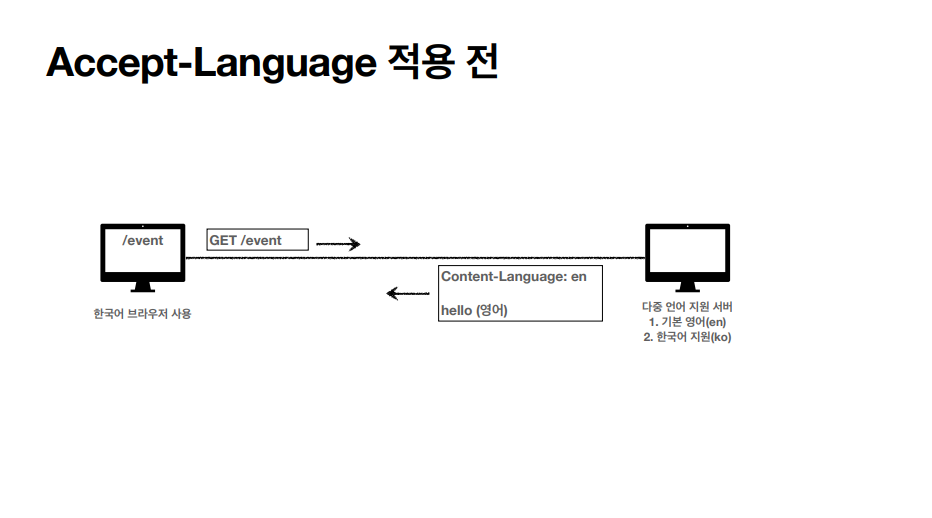 Accept-Language 적용 전
/event
GET /event
Content-Language: en
hello (영어)
한국어 브라우저 사용
다중 언어 지원 서버
1. 기본 영어(en)
2. 한국어 지원(ko)